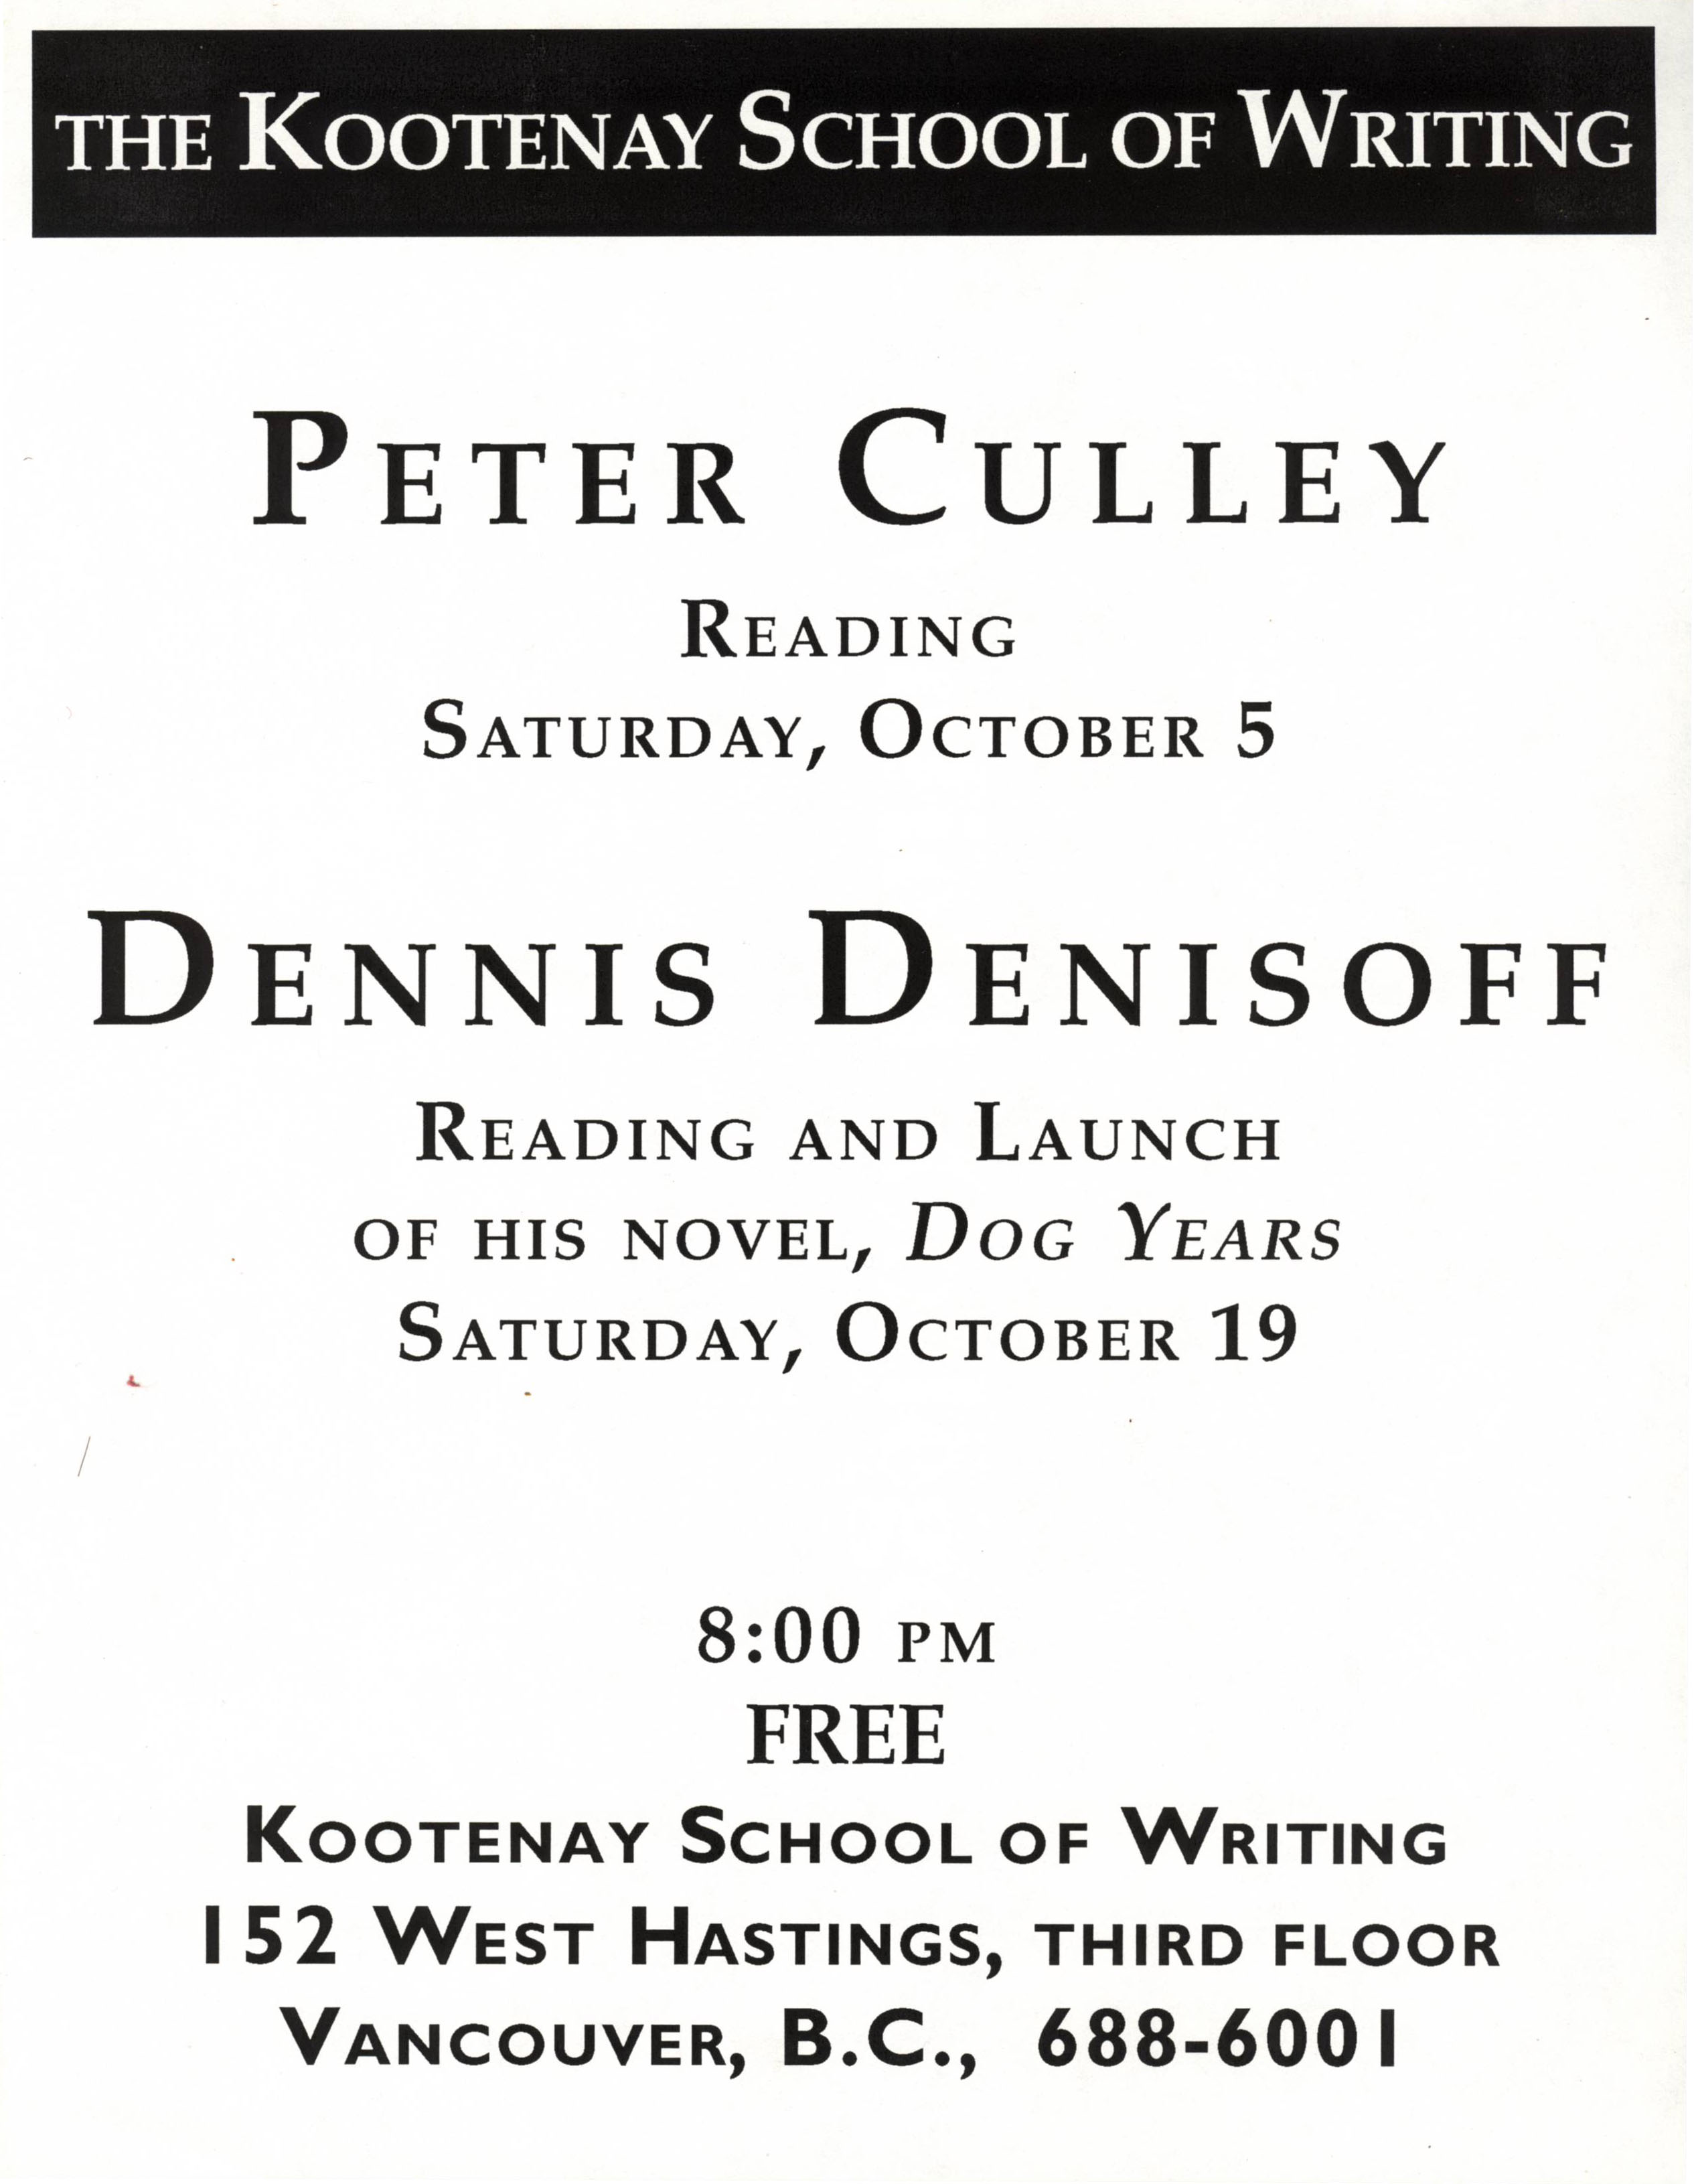 THE KOOTENAY SCHOOL OF WRITING
PETER CULLEY
READING
SATURDAY, OCTOBER 5
DENNIS DENISOFF
READING AND LAUNCH
OF HIS NOVEL, DOG YEARS
SATURDAY, OCTOBER 19
8:00 PM
FREE
KOOTENAY SCHOOL OF WRITING
152 WEST HASTINGS, THIRD FLOOR
VANCOUVER, B.C., 688-6001